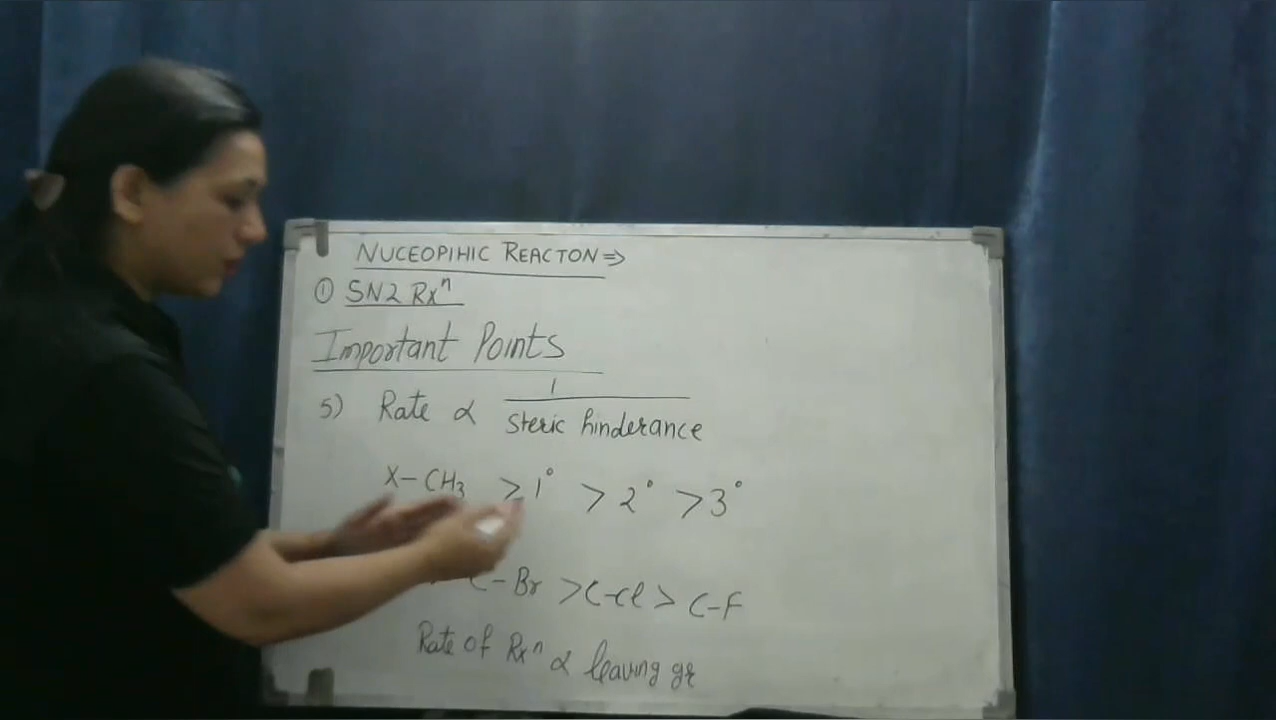 NUCEOPIHIC REACTON ⇒
① SN2 Rxⁿ
Important Points
5) Rate ∝ 1 / steric hinderance
X-CH₃ > 1° > 2° > 3°
C-Br > C-Cl > C-F
Rate of Rxⁿ ∝ leaving gr